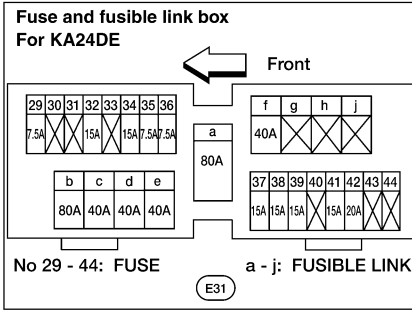 Fuse and fusible link box
For KA24DE
Front
29 30 31 32 33 34 35 36
7.5A 15A 15A 7.5A 7.5A
a
80A
f g h j
40A
b c d e
80A 40A 40A 40A
37 38 39 40 41 42 43 44
15A 15A 15A 15A 20A
No 29 - 44: FUSE
a - j: FUSIBLE LINK
E31